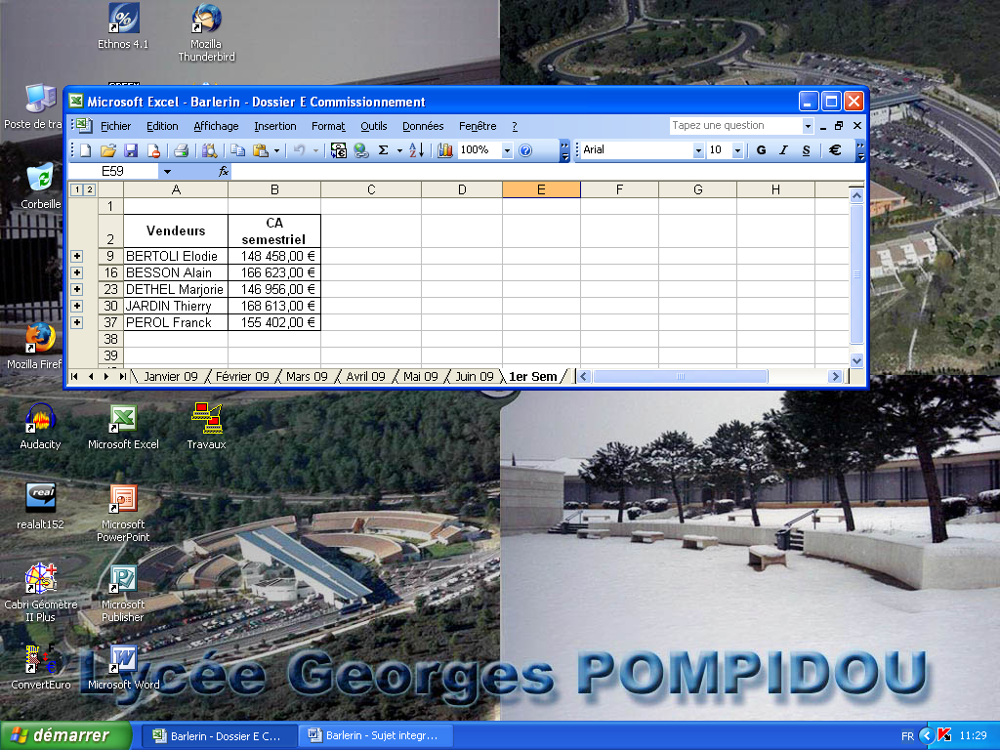 Ethnos 4.1
Mozilla
Thunderbird
Poste de tra
Corbeille
Mozilla Firef
Microsoft Excel - Barlerin - Dossier E Commissionnement
Fichier Edition Affichage Insertion Format Outils Données Fenêtre ?
Tapez une question
100%
Arial
10
G I S €
E59
fx
1 2
A B C D E F G H
1
2 Vendeurs CA
semestriel
9 BERTOLI Elodie 148 458,00 €
16 BESSON Alain 166 623,00 €
23 DETHEL Marjorie 146 956,00 €
30 JARDIN Thierry 168 613,00 €
37 PEROL Franck 155 402,00 €
38
39
Janvier 09 Février 09 Mars 09 Avril 09 Mai 09 Juin 09 1er Sem
Audacity
Microsoft Excel
Travaux
real
realalt152
Microsoft
PowerPoint
Cabri Géomètre
II Plus
Microsoft
Publisher
ConvertEuro
Microsoft Word
Lycée Georges POMPIDOU
démarrer
Barlerin - Dossier E C...
Barlerin - Sujet integr...
FR
11:29